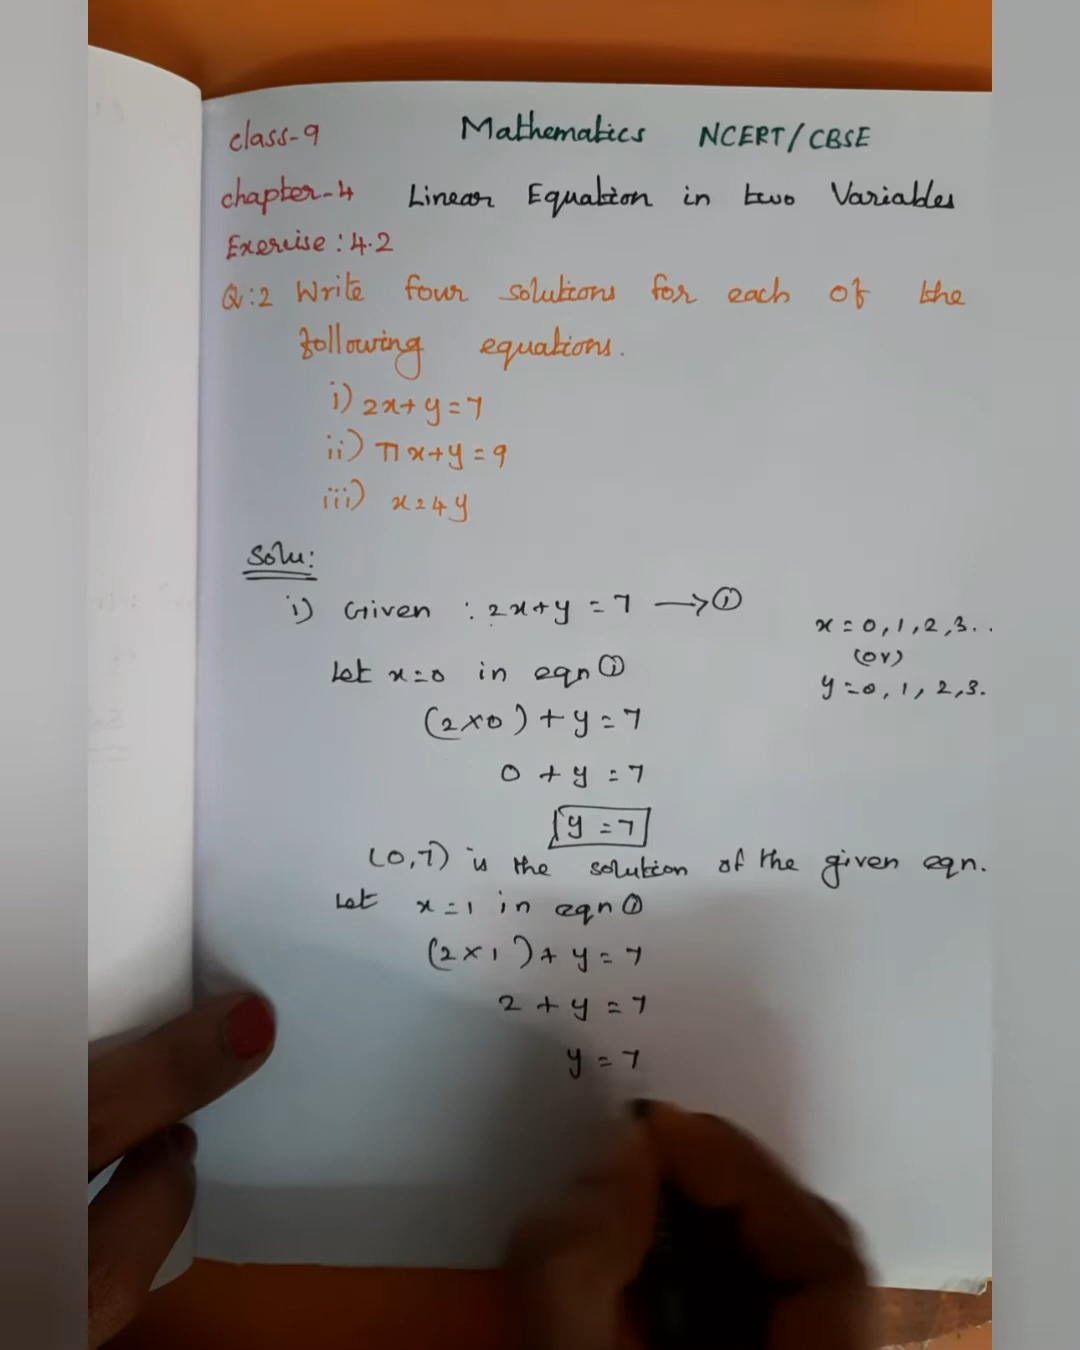 class-9 Mathematics NCERT/CBSE
chapter-4 Linear Equation in two Variables
Exercise : 4.2
Q:2 Write four solutions for each of the
following equations.
i) 2x+y=7
ii) πx+y=9
iii) x=4y
Solu:
i) Given : 2x+y=7 → ①
x=0,1,2,3..
(or)
y=0,1,2,3.
Let x=0 in eqn ①
(2×0)+y=7
0+y=7
y=7
(0,7) is the solution of the given eqn.
Let x=1 in eqn ①
(2×1)+y=7
2+y=7
y=7